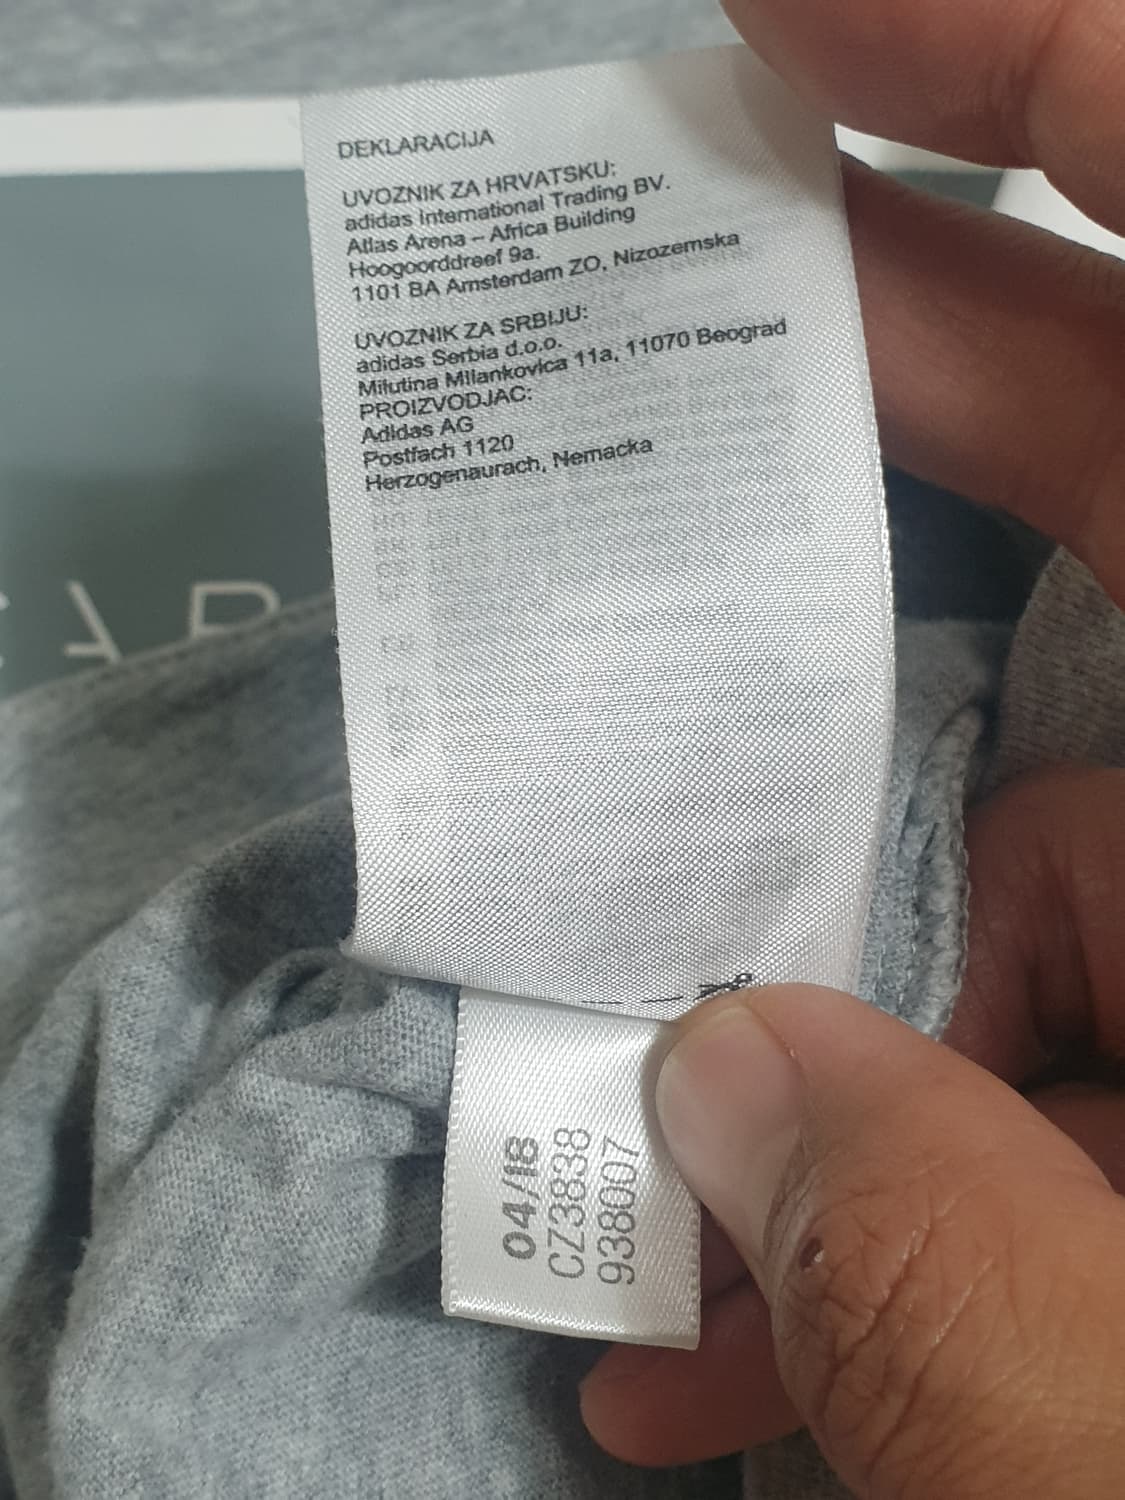 DEKLARACIJA
UVOZNIK ZA HRVATSKU:
adidas International Trading BV.
Atlas Arena – Africa Building
Hoogoorddreef 9a.
1101 BA Amsterdam ZO, Nizozemska
UVOZNIK ZA SRBIJU:
adidas Serbia d.o.o.
Milutina Milankovica 11a, 11070 Beograd
PROIZVODJAC:
Adidas AG
Postfach 1120
Herzogenaurach, Nemacka
04/18
CZ3838
938007